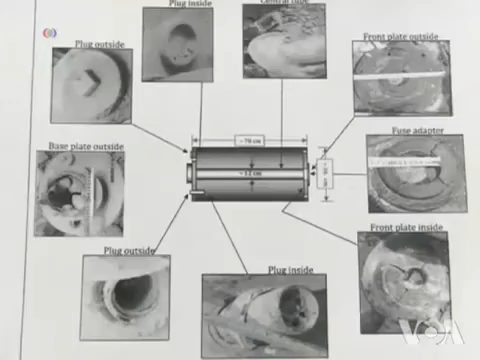 Plug inside
Central tube
Plug outside
Front plate outside
~ 70 cm
Fuse adapter
Base plate outside
~ 12 cm
Front plate inside
Plug outside
Plug inside
VOA